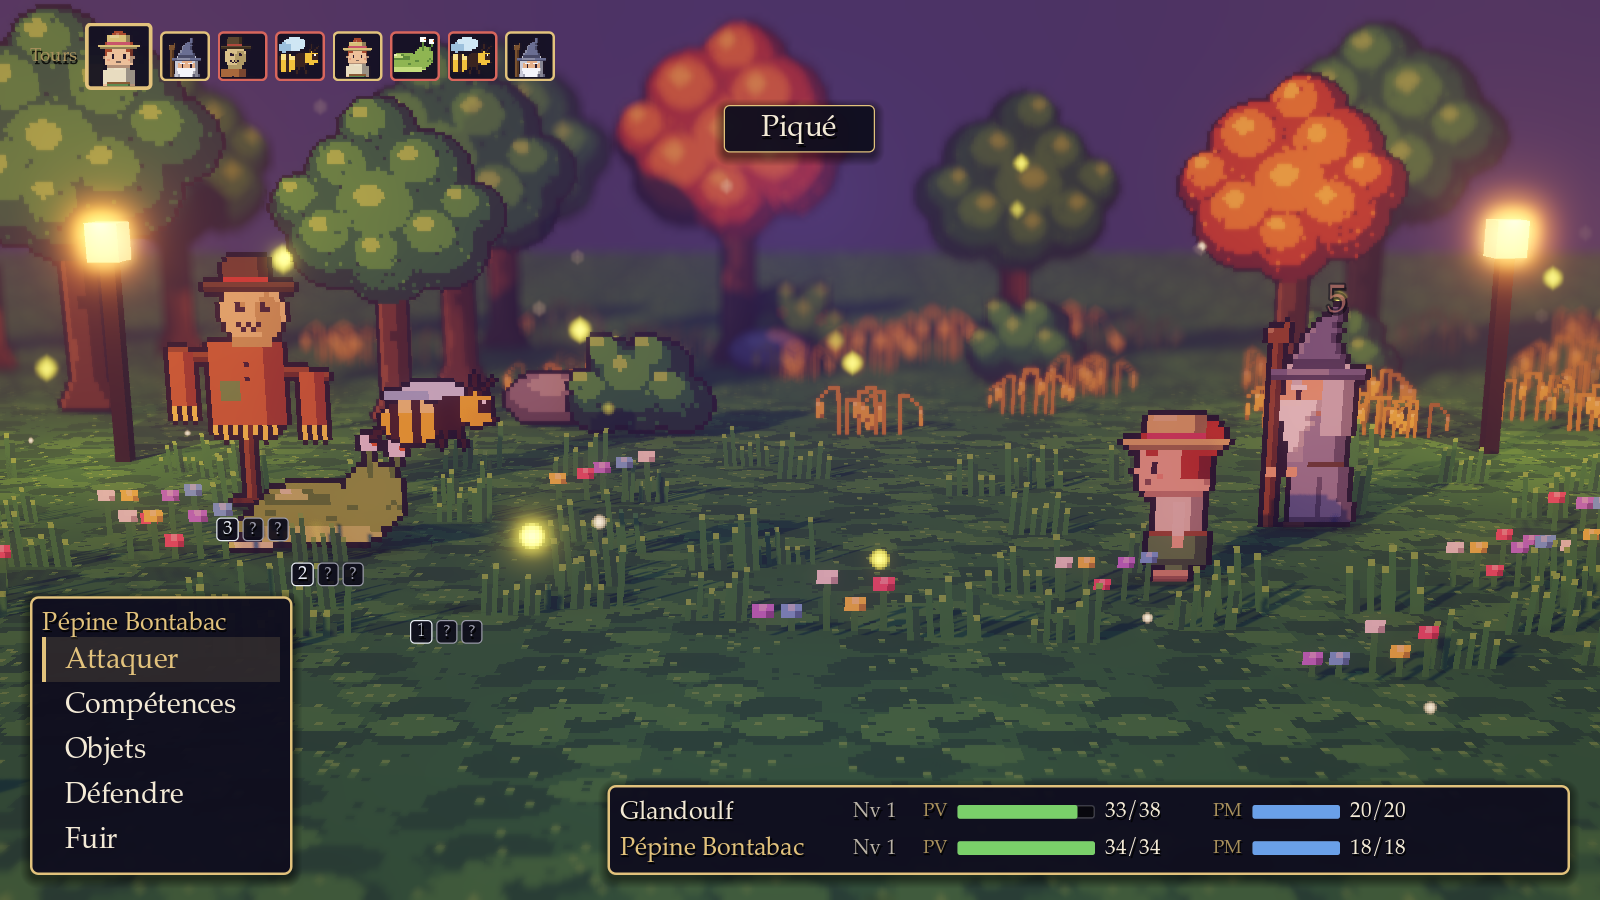 Tours
Piqué
5
3 ? ?
2 ? ?
1 ? ?
Pépine Bontabac
Attaquer
Compétences
Objets
Défendre
Fuir
Glandoulf Nv 1 PV 33/38 PM 20/20
Pépine Bontabac Nv 1 PV 34/34 PM 18/18